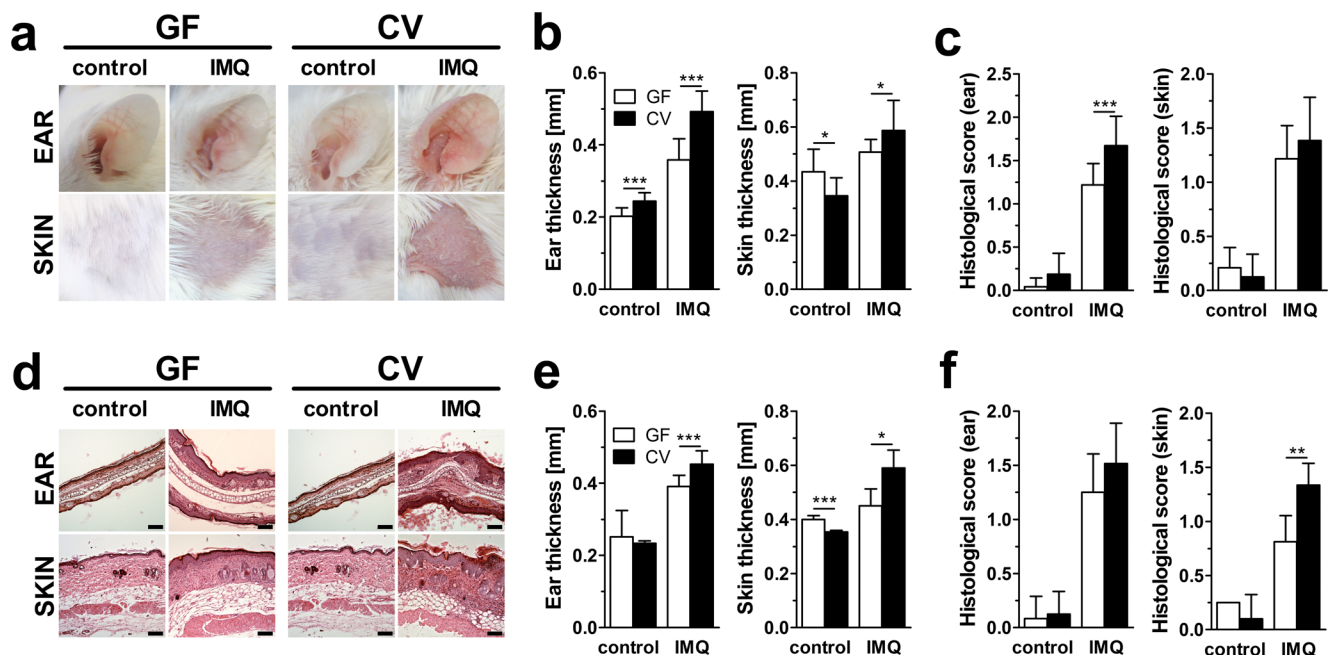 a
GF CV
control IMQ control IMQ
EAR
SKIN
b
Ear thickness [mm]
0.6
0.4
0.2
0.0
GF
CV
***
***
control IMQ
Skin thickness [mm]
0.8
0.6
0.4
0.2
0.0
*
*
control IMQ
c
Histological score (ear)
2.5
2.0
1.5
1.0
0.5
0.0
***
control IMQ
Histological score (skin)
2.0
1.5
1.0
0.5
0.0
control IMQ
d
GF CV
control IMQ control IMQ
EAR
SKIN
e
Ear thickness [mm]
0.6
0.4
0.2
0.0
GF
CV
***
control IMQ
Skin thickness [mm]
0.8
0.6
0.4
0.2
0.0
***
*
control IMQ
f
Histological score (ear)
2.0
1.5
1.0
0.5
0.0
control IMQ
Histological score (skin)
2.0
1.5
1.0
0.5
0.0
**
control IMQ